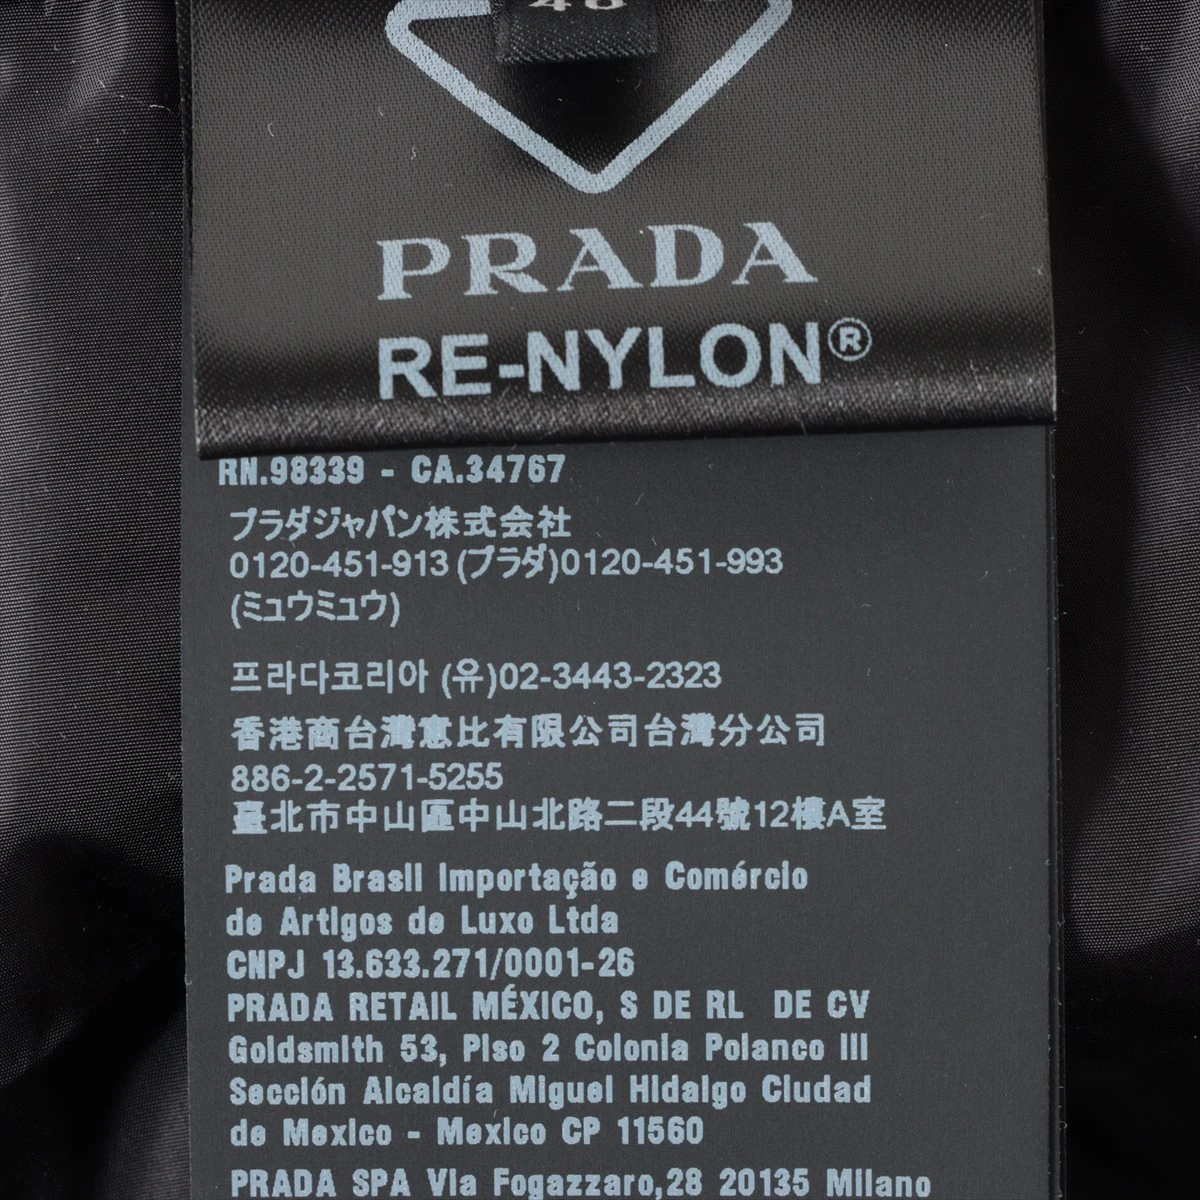 PRADA
RE-NYLON®
RN.98339 - CA.34767
プラダジャパン株式会社
0120-451-913 (プラダ)0120-451-993
(ミュウミュウ)
프라다코리아 (유)02-3443-2323
香港商台灣惠比有限公司台灣分公司
886-2-2571-5255
臺北市中山區中山北路二段44號12樓A室
Prada Brasil Importação e Comércio
de Artigos de Luxo Ltda
CNPJ 13.633.271/0001-26
PRADA RETAIL MÉXICO, S DE RL DE CV
Goldsmith 53, Piso 2 Colonia Polanco III
Sección Alcaldía Miguel Hidalgo Ciudad
de Mexico - Mexico CP 11560
PRADA SPA Via Fogazzaro,28 20135 Milano